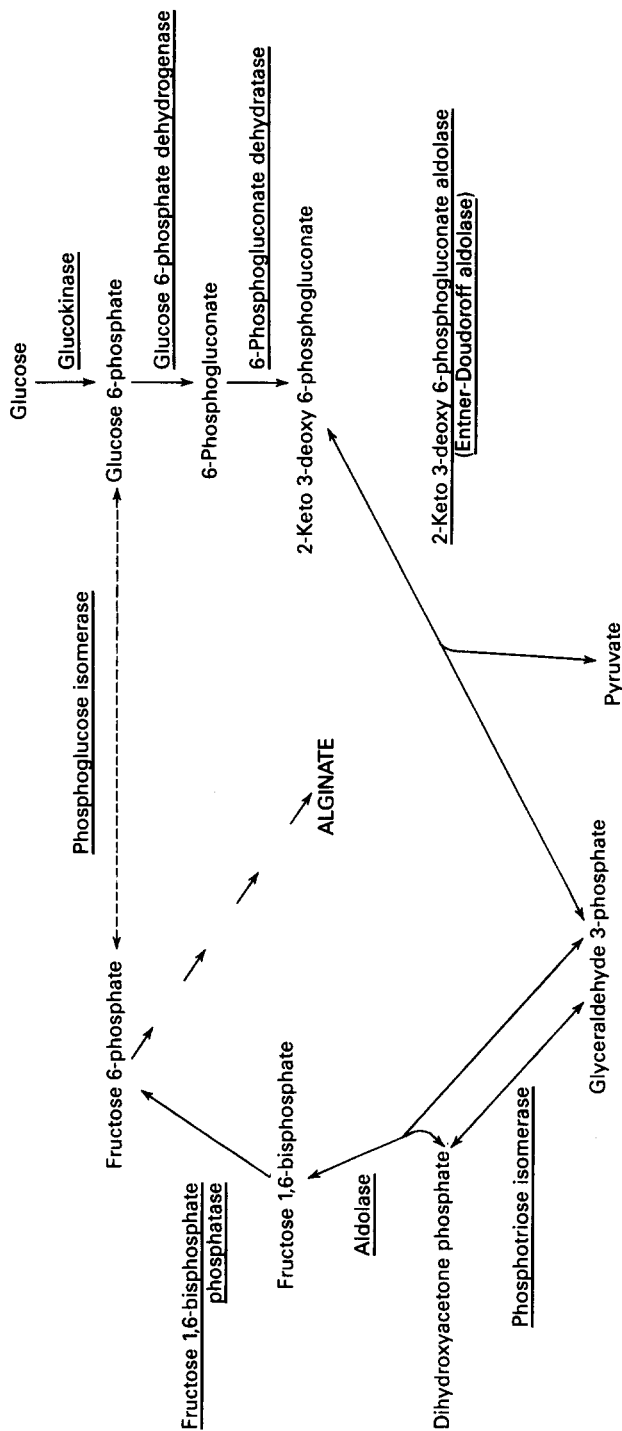 Glucose
Glucokinase
Glucose 6-phosphate
Glucose 6-phosphate dehydrogenase
6-Phosphogluconate
6-Phosphogluconate dehydratase
2-Keto 3-deoxy 6-phosphogluconate
2-Keto 3-deoxy 6-phosphogluconate aldolase
(Entner-Doudoroff aldolase)
Pyruvate
Phosphoglucose isomerase
Fructose 6-phosphate
ALGINATE
Fructose 1,6-bisphosphate
phosphatase
Fructose 1,6-bisphosphate
Aldolase
Dihydroxyacetone phosphate
Glyceraldehyde 3-phosphate
Phosphotriose isomerase